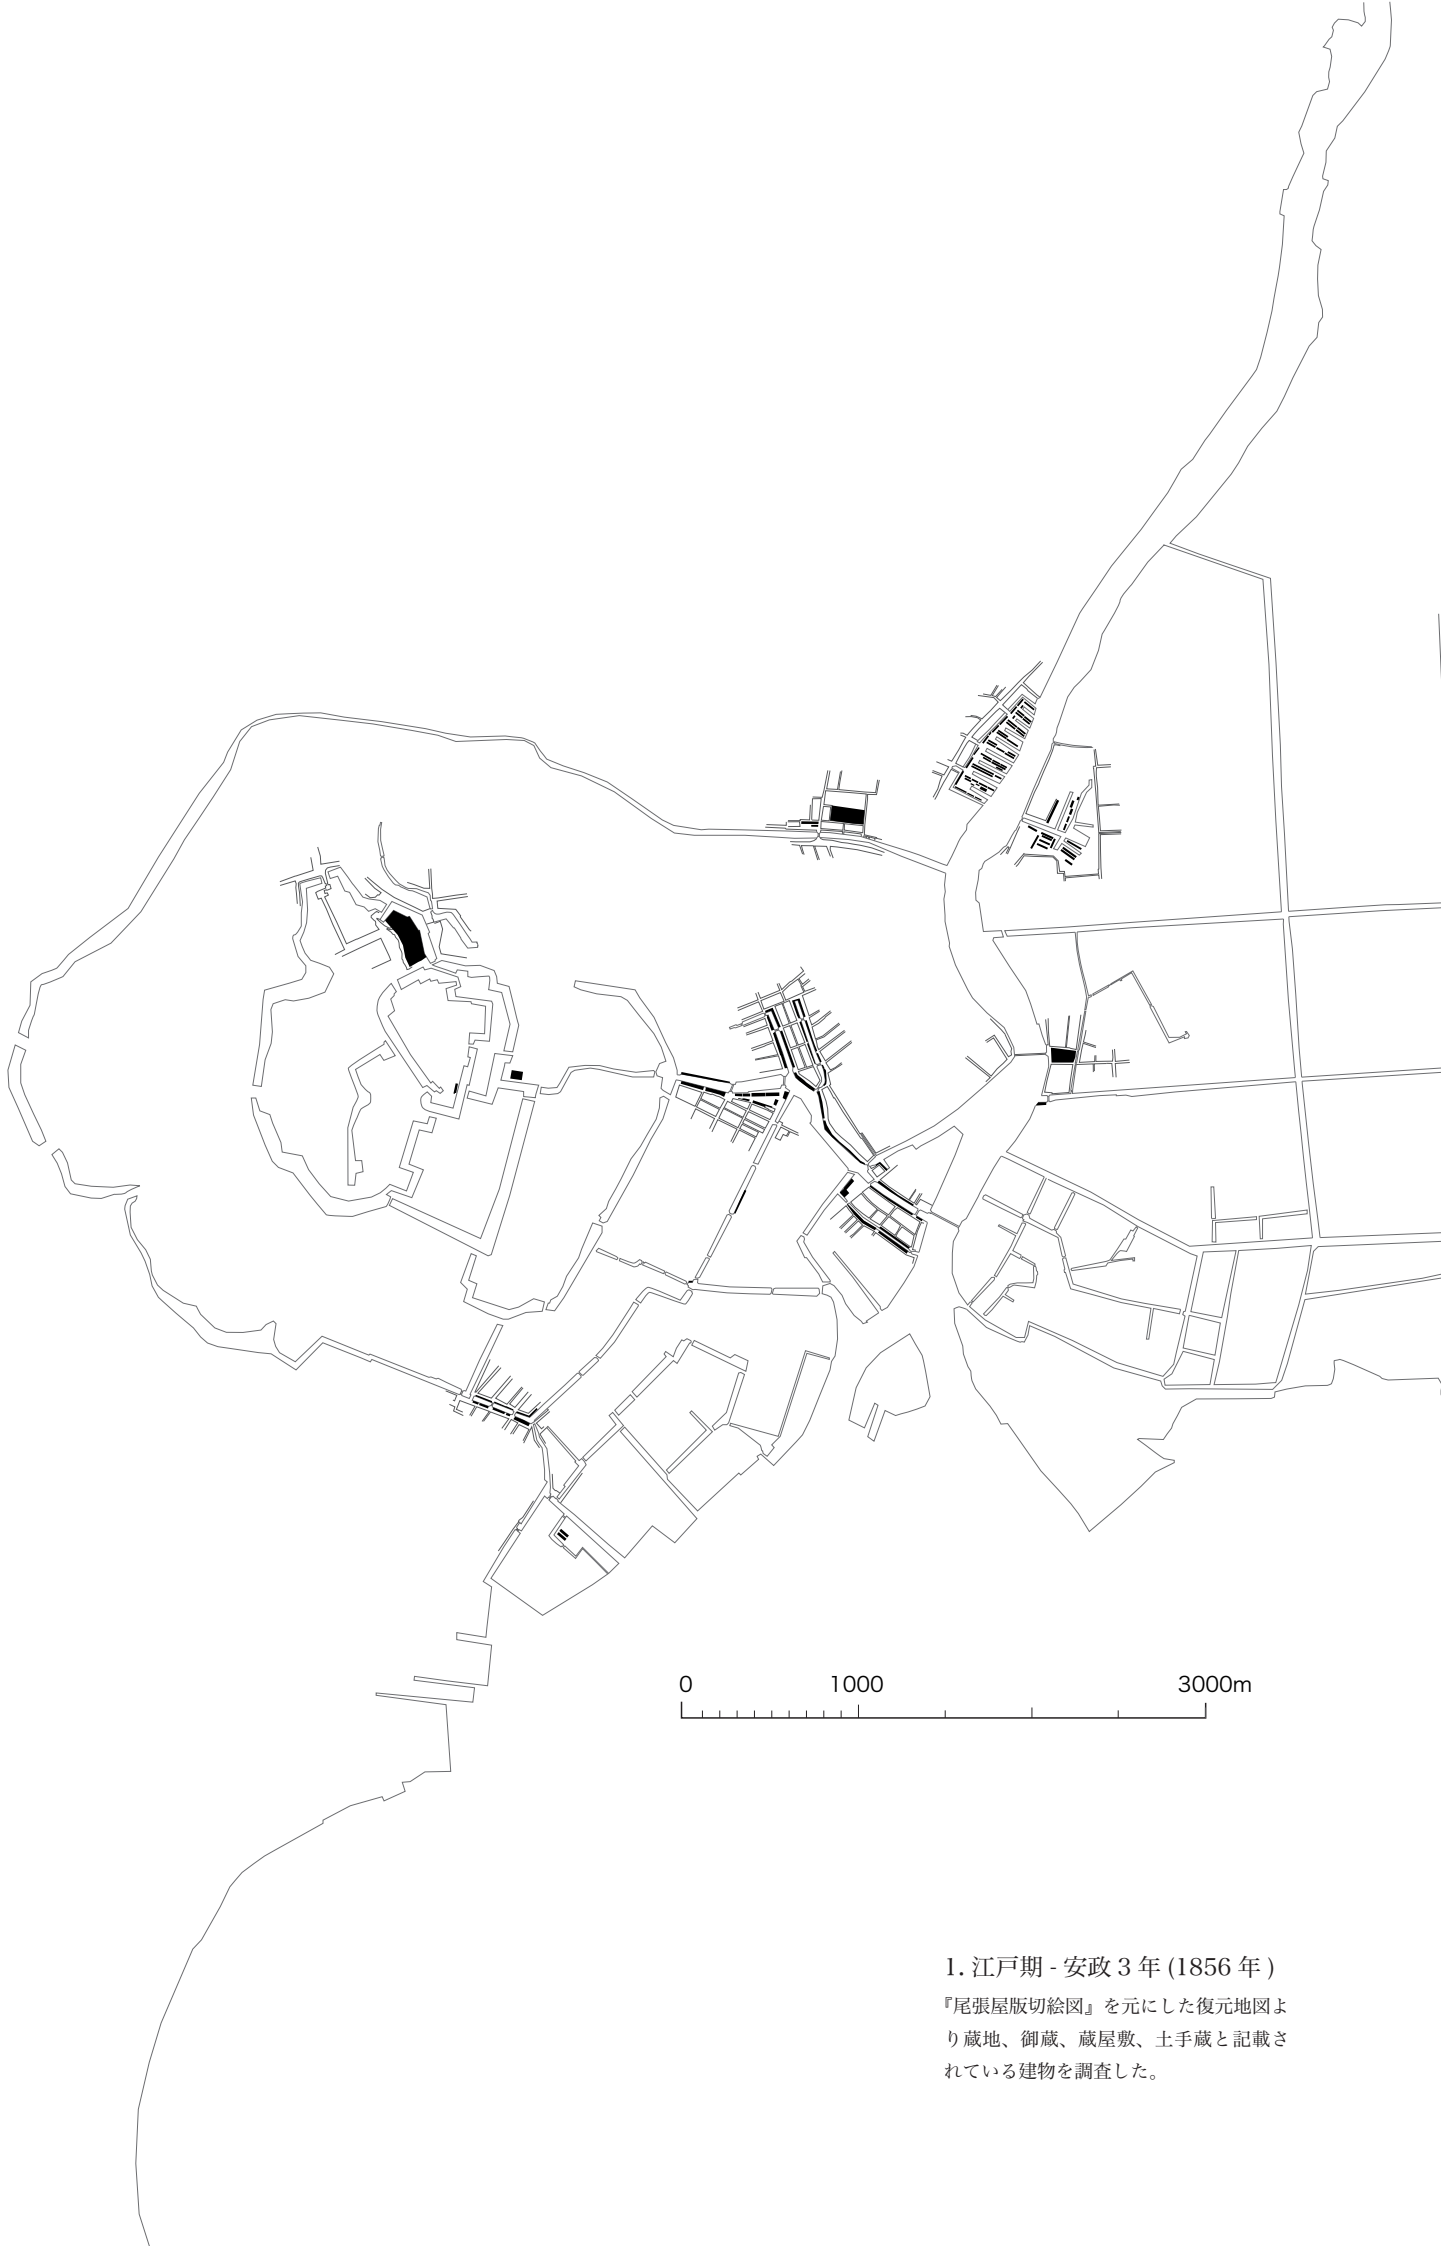 0 1000 3000m
1. 江戸期 - 安政 3 年 (1856 年 )
『尾張屋版切絵図』を元にした復元地図よ
り蔵地、御蔵、蔵屋敷、土手蔵と記載さ
れている建物を調査した。